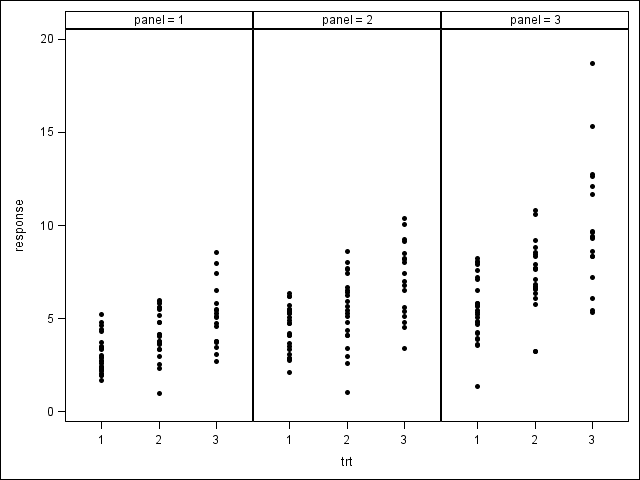 panel = 1 panel = 2 panel = 3
20
15
10
5
0
response
1 2 3 1 2 3 1 2 3
trt